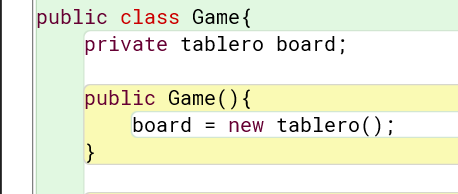 public class Game{
private tablero board;
public Game(){
board = new tablero();
}